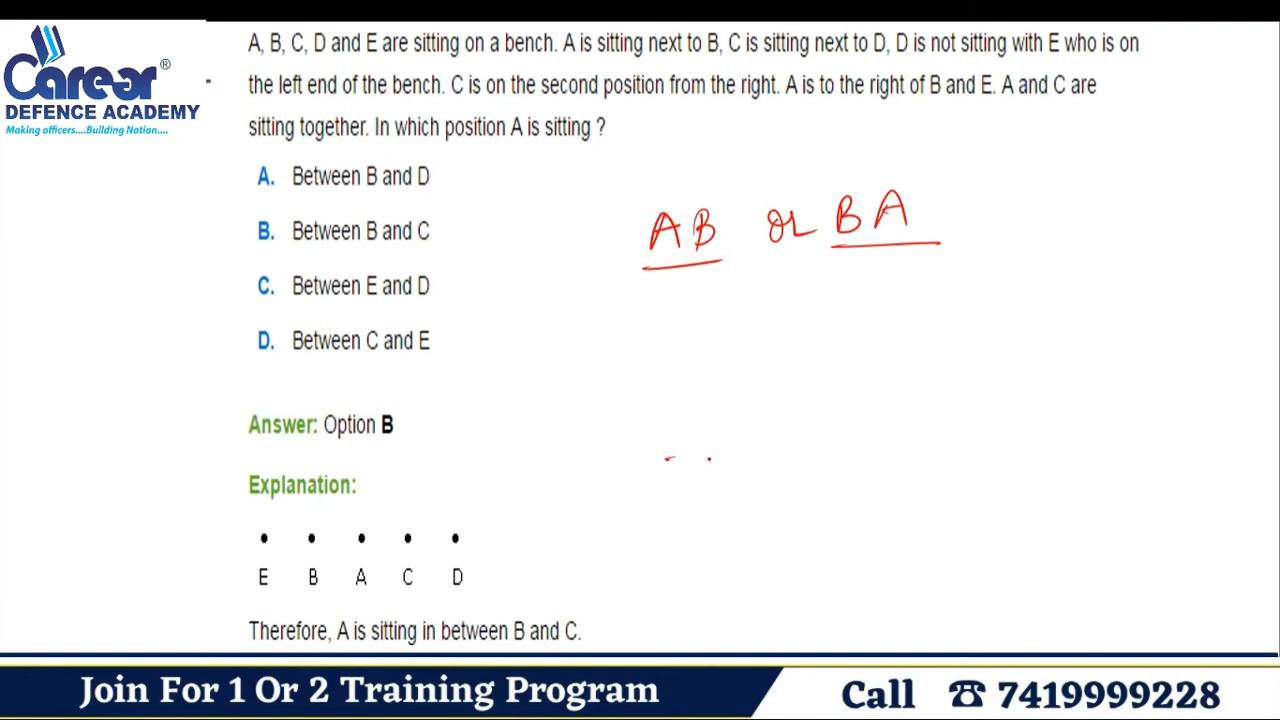 Carear®
DEFENCE ACADEMY
Making officers....Building Nation....
A, B, C, D and E are sitting on a bench. A is sitting next to B, C is sitting next to D, D is not sitting with E who is on
the left end of the bench. C is on the second position from the right. A is to the right of B and E. A and C are
sitting together. In which position A is sitting ?
A. Between B and D
B. Between B and C
C. Between E and D
D. Between C and E
AB or BA
Answer: Option B
Explanation:
E B A C D
Therefore, A is sitting in between B and C.
Join For 1 Or 2 Training Program
Call ☎ 7419999228